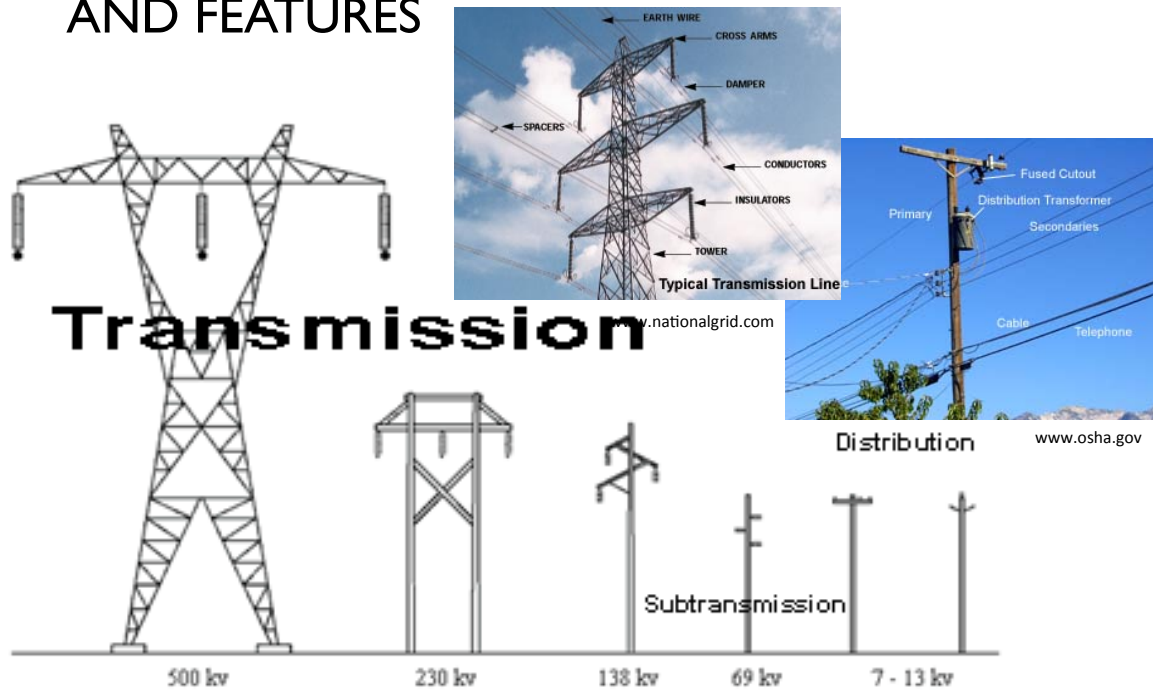 AND FEATURES
EARTH WIRE
CROSS ARMS
DAMPER
SPACERS
CONDUCTORS
INSULATORS
TOWER
Typical Transmission Line
www.nationalgrid.com
Fused Cutout
Distribution Transformer
Primary
Secondaries
Cable
Telephone
www.osha.gov
Transmission
Distribution
Subtransmission
500 kv
230 kv
138 kv
69 kv
7 - 13 kv